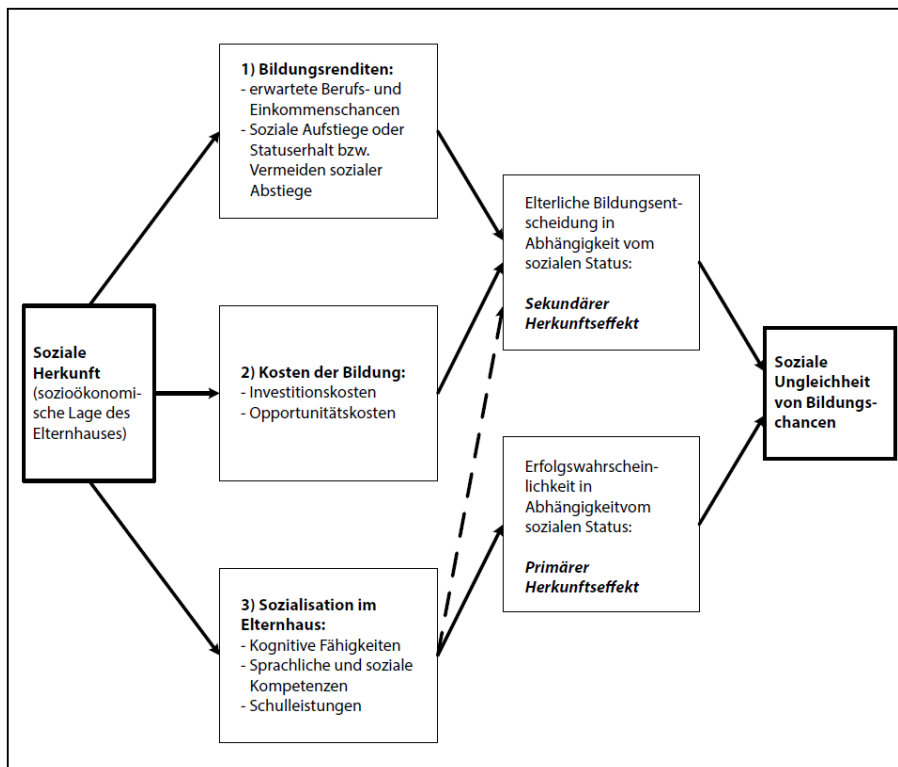 1) Bildungsrenditen:
- erwartete Berufs- und
Einkommenschancen
- Soziale Aufstiege oder
Statuserhalt bzw.
Vermeiden sozialer
Abstiege
Elterliche Bildungsent-
scheidung in
Abhängigkeit vom
sozialen Status:
Sekundärer
Herkunftseffekt
Soziale
Herkunft
(sozioökonomi-
sche Lage des
Elternhauses)
2) Kosten der Bildung:
- Investitionskosten
- Opportunitätskosten
Soziale
Ungleichheit
von Bildungs-
chancen
Erfolgswahrschein-
lichkeit in
Abhängigkeitvom
sozialen Status:
Primärer
Herkunftseffekt
3) Sozialisation im
Elternhaus:
- Kognitive Fähigkeiten
- Sprachliche und soziale
Kompetenzen
- Schulleistungen